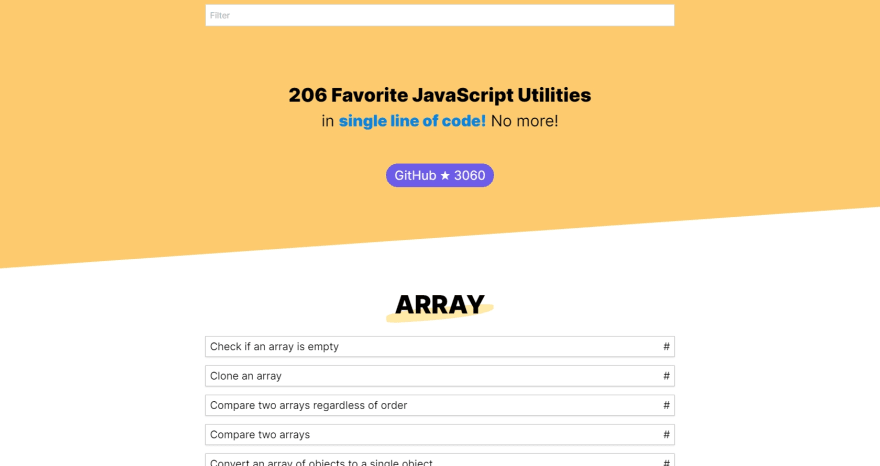 Filter
206 Favorite JavaScript Utilities
in single line of code! No more!
GitHub ★ 3060
ARRAY
Check if an array is empty #
Clone an array #
Compare two arrays regardless of order #
Compare two arrays #
Convert an array of objects to a single object